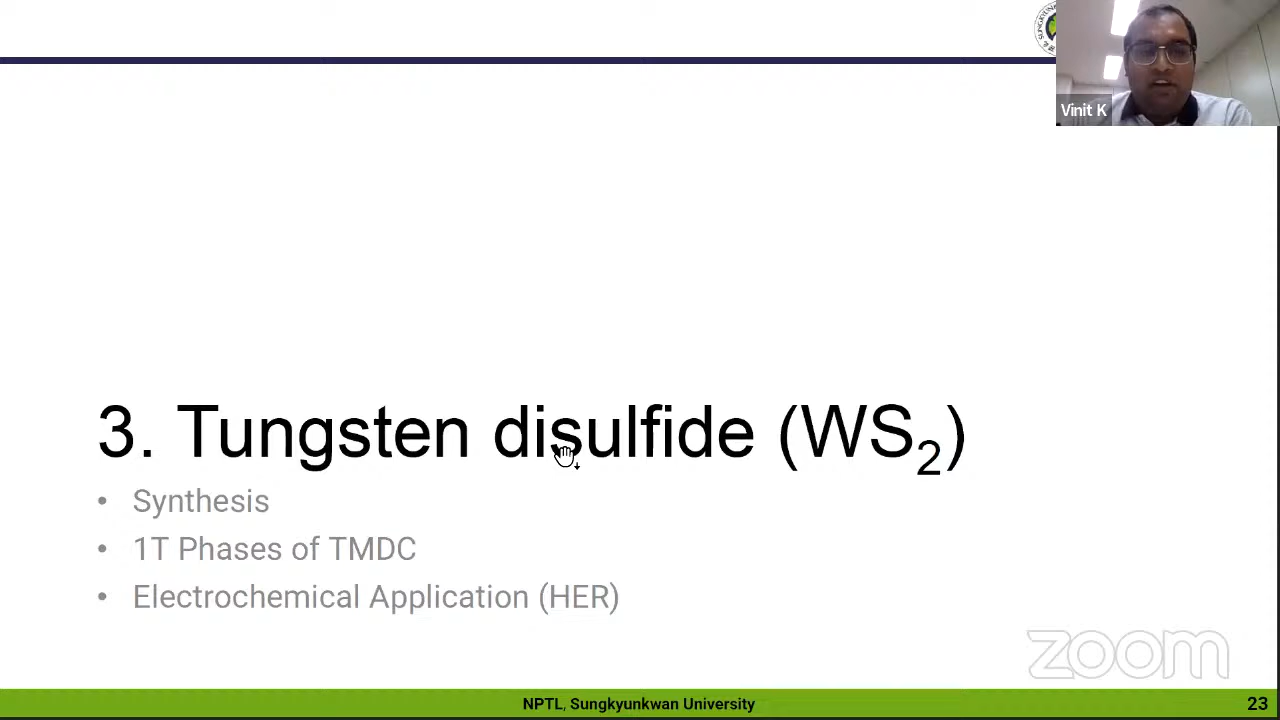 Vinit K
3. Tungsten disulfide (WS₂)
• Synthesis
• 1T Phases of TMDC
• Electrochemical Application (HER)
zoom
NPTL, Sungkyunkwan University
23